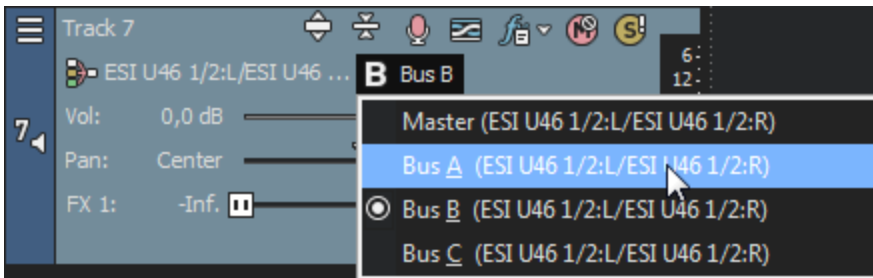 Track 7
ESI U46 1/2:L/ESI U46 ...
B Bus B
6
12
7
Vol: 0,0 dB
Pan: Center
FX 1: -Inf.
Master (ESI U46 1/2:L/ESI U46 1/2:R)
Bus A (ESI U46 1/2:L/ESI U46 1/2:R)
Bus B (ESI U46 1/2:L/ESI U46 1/2:R)
Bus C (ESI U46 1/2:L/ESI U46 1/2:R)